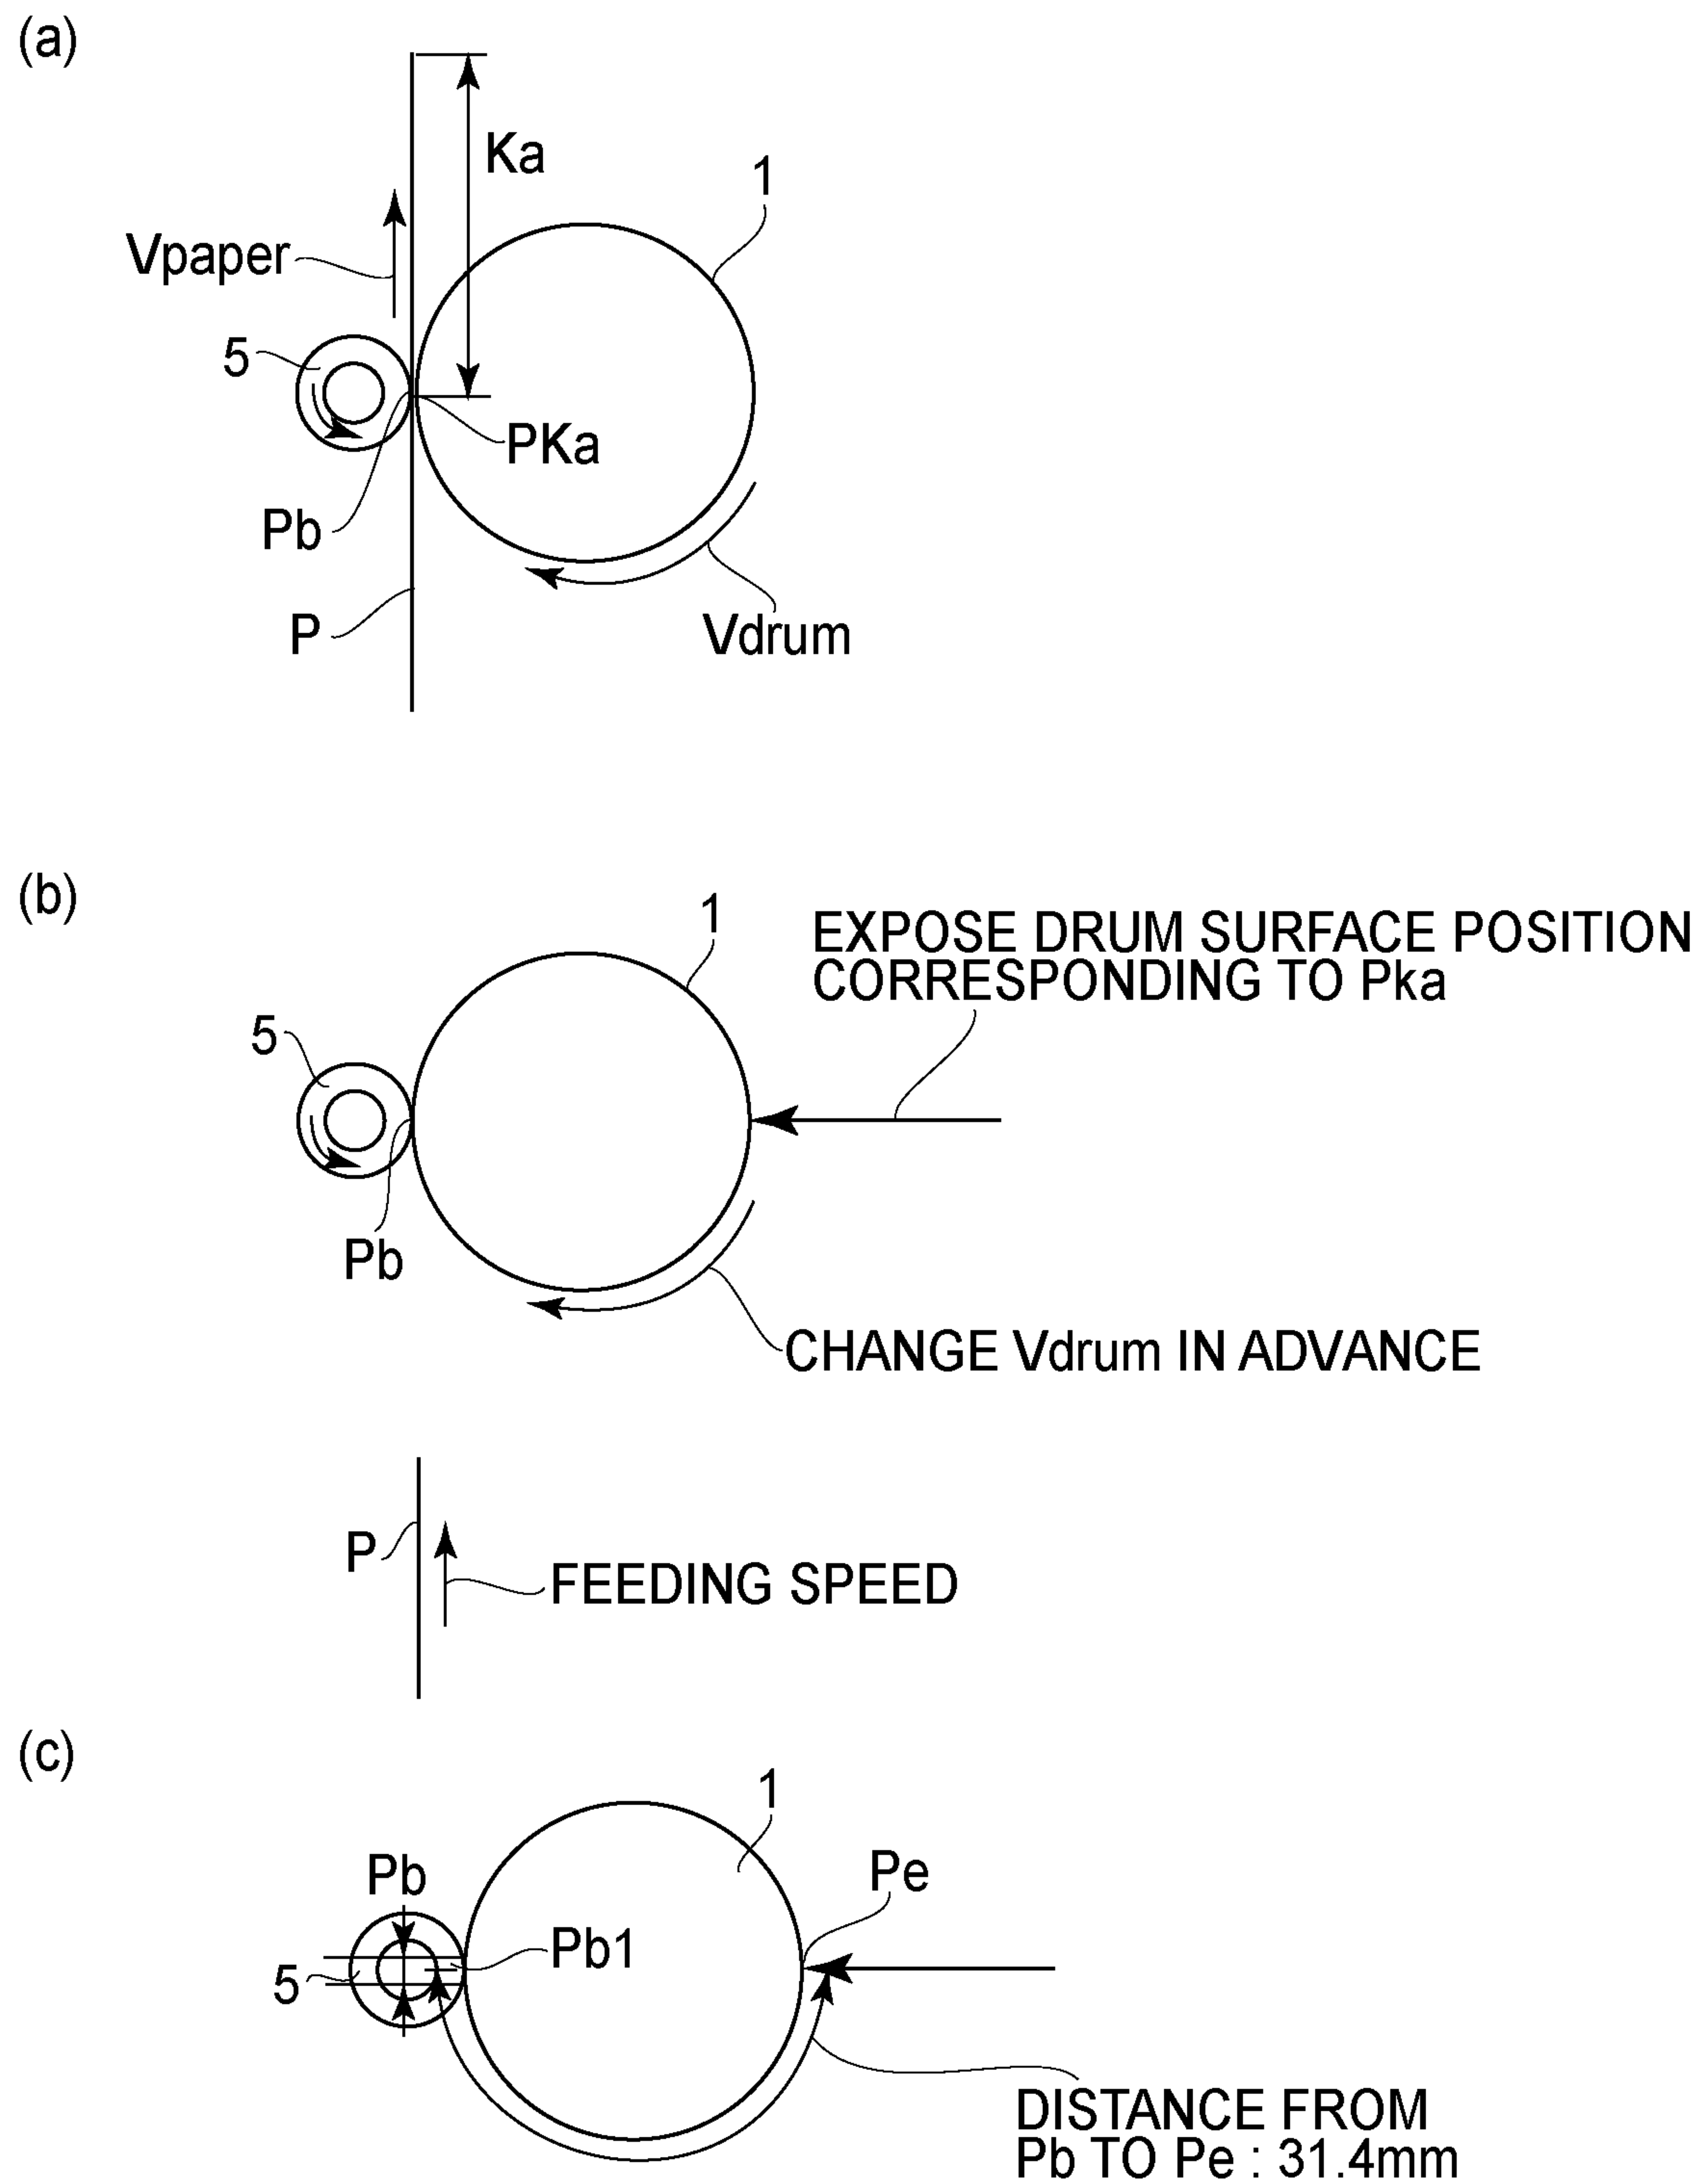 (a)
Ka
1
Vpaper
5
PKa
Pb
P
Vdrum
(b)
1
EXPOSE DRUM SURFACE POSITION
CORRESPONDING TO Pka
5
Pb
CHANGE Vdrum IN ADVANCE
P
FEEDING SPEED
(c)
1
Pb
Pe
Pb1
5
DISTANCE FROM
Pb TO Pe : 31.4mm